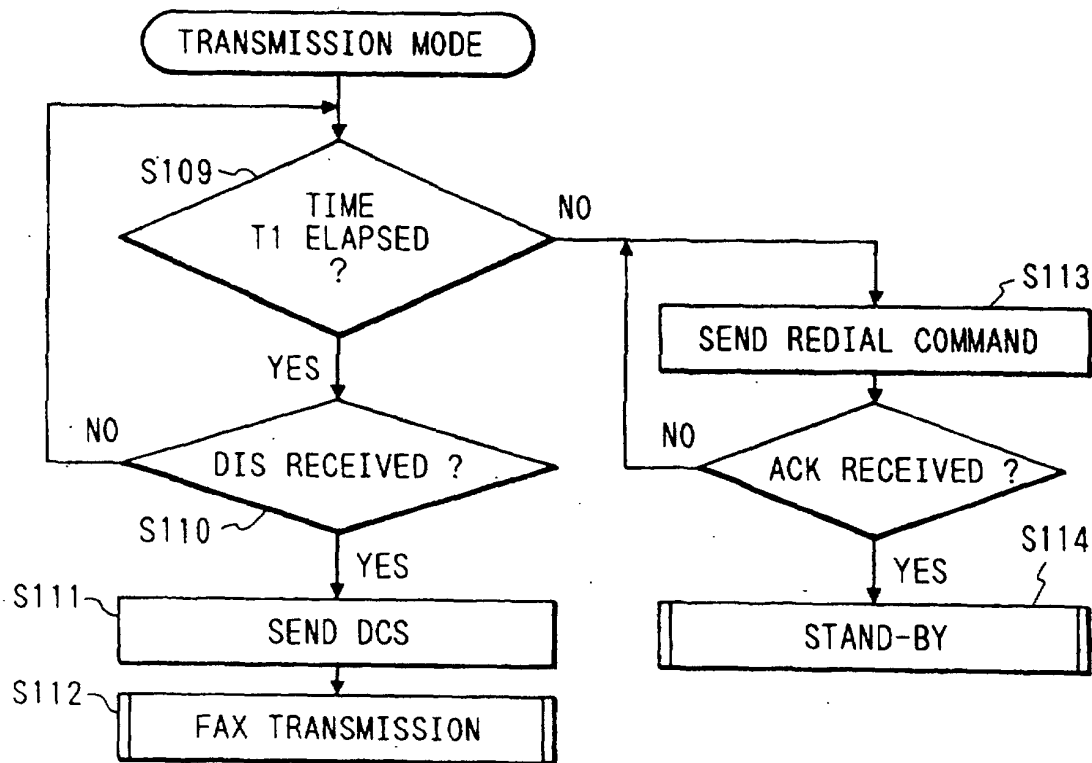 TRANSMISSION MODE
S109
TIME
T1 ELAPSED
?
NO
YES
S113
SEND REDIAL COMMAND
NO
DIS RECEIVED ?
S110
YES
NO
ACK RECEIVED ?
S114
YES
S111
SEND DCS
STAND-BY
S112
FAX TRANSMISSION